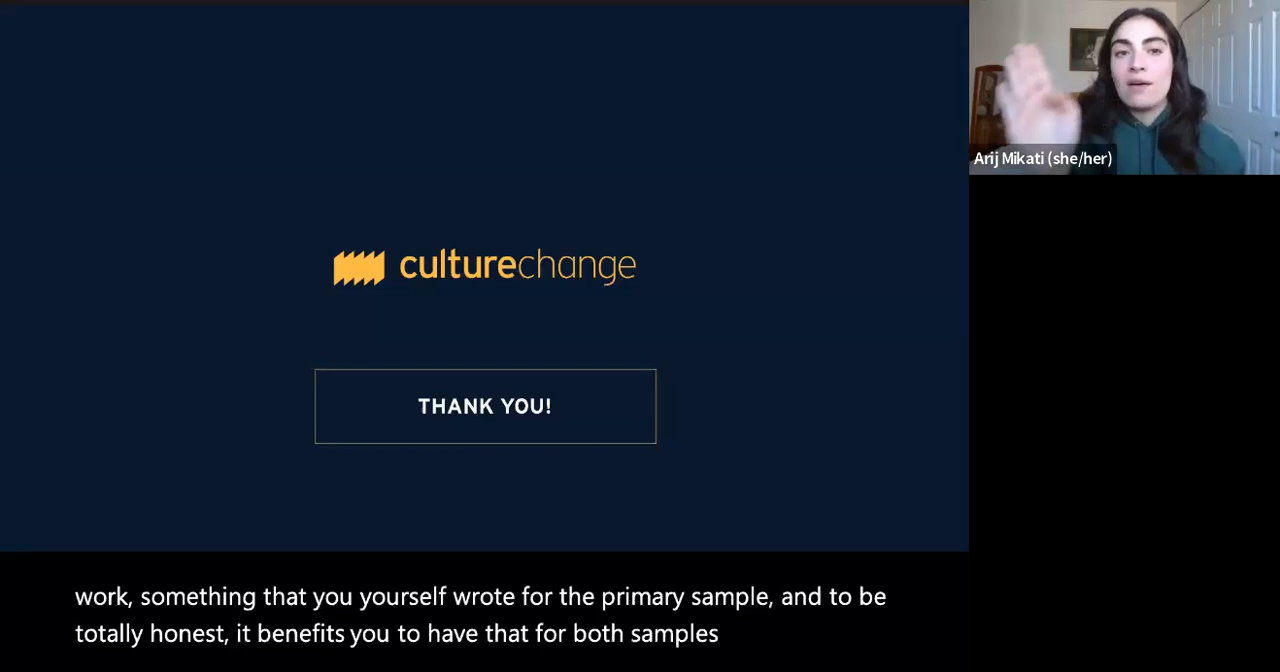 Arij Mikati (she/her)
culturechange
THANK YOU!
work, something that you yourself wrote for the primary sample, and to be
totally honest, it benefits you to have that for both samples